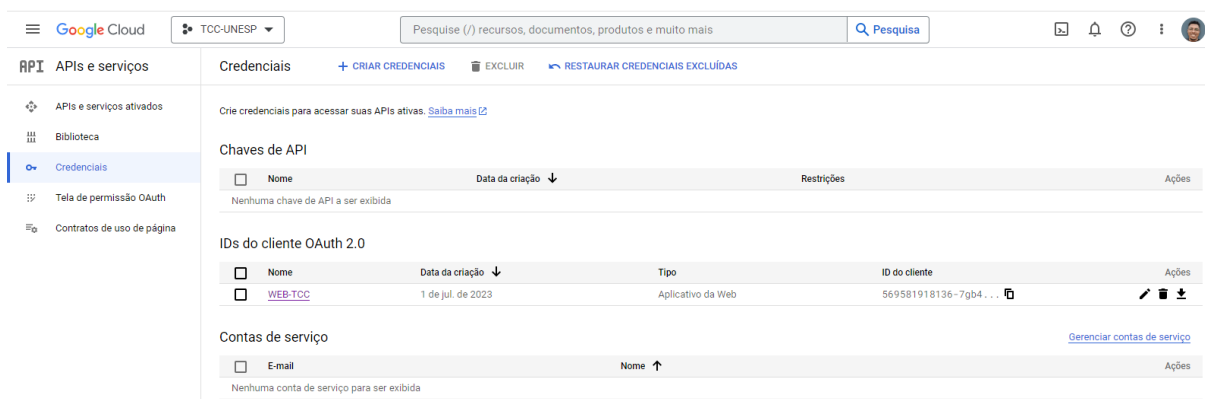 Google Cloud TCC-UNESP Pesquise (/) recursos, documentos, produtos e muito mais Pesquisa
API APIs e serviços
APIs e serviços ativados
Biblioteca
Credenciais
Tela de permissão OAuth
Contratos de uso de página
Credenciais + CRIAR CREDENCIAIS EXCLUIR RESTAURAR CREDENCIAIS EXCLUÍDAS
Crie credenciais para acessar suas APIs ativas. Saiba mais
Chaves de API
Nome Data da criação Restrições Ações
Nenhuma chave de API a ser exibida
IDs do cliente OAuth 2.0
Nome Data da criação Tipo ID do cliente Ações
WEB-TCC 1 de jul. de 2023 Aplicativo da Web 569581918136-7gb4...
Contas de serviço Gerenciar contas de serviço
E-mail Nome Ações
Nenhuma conta de serviço para ser exibida